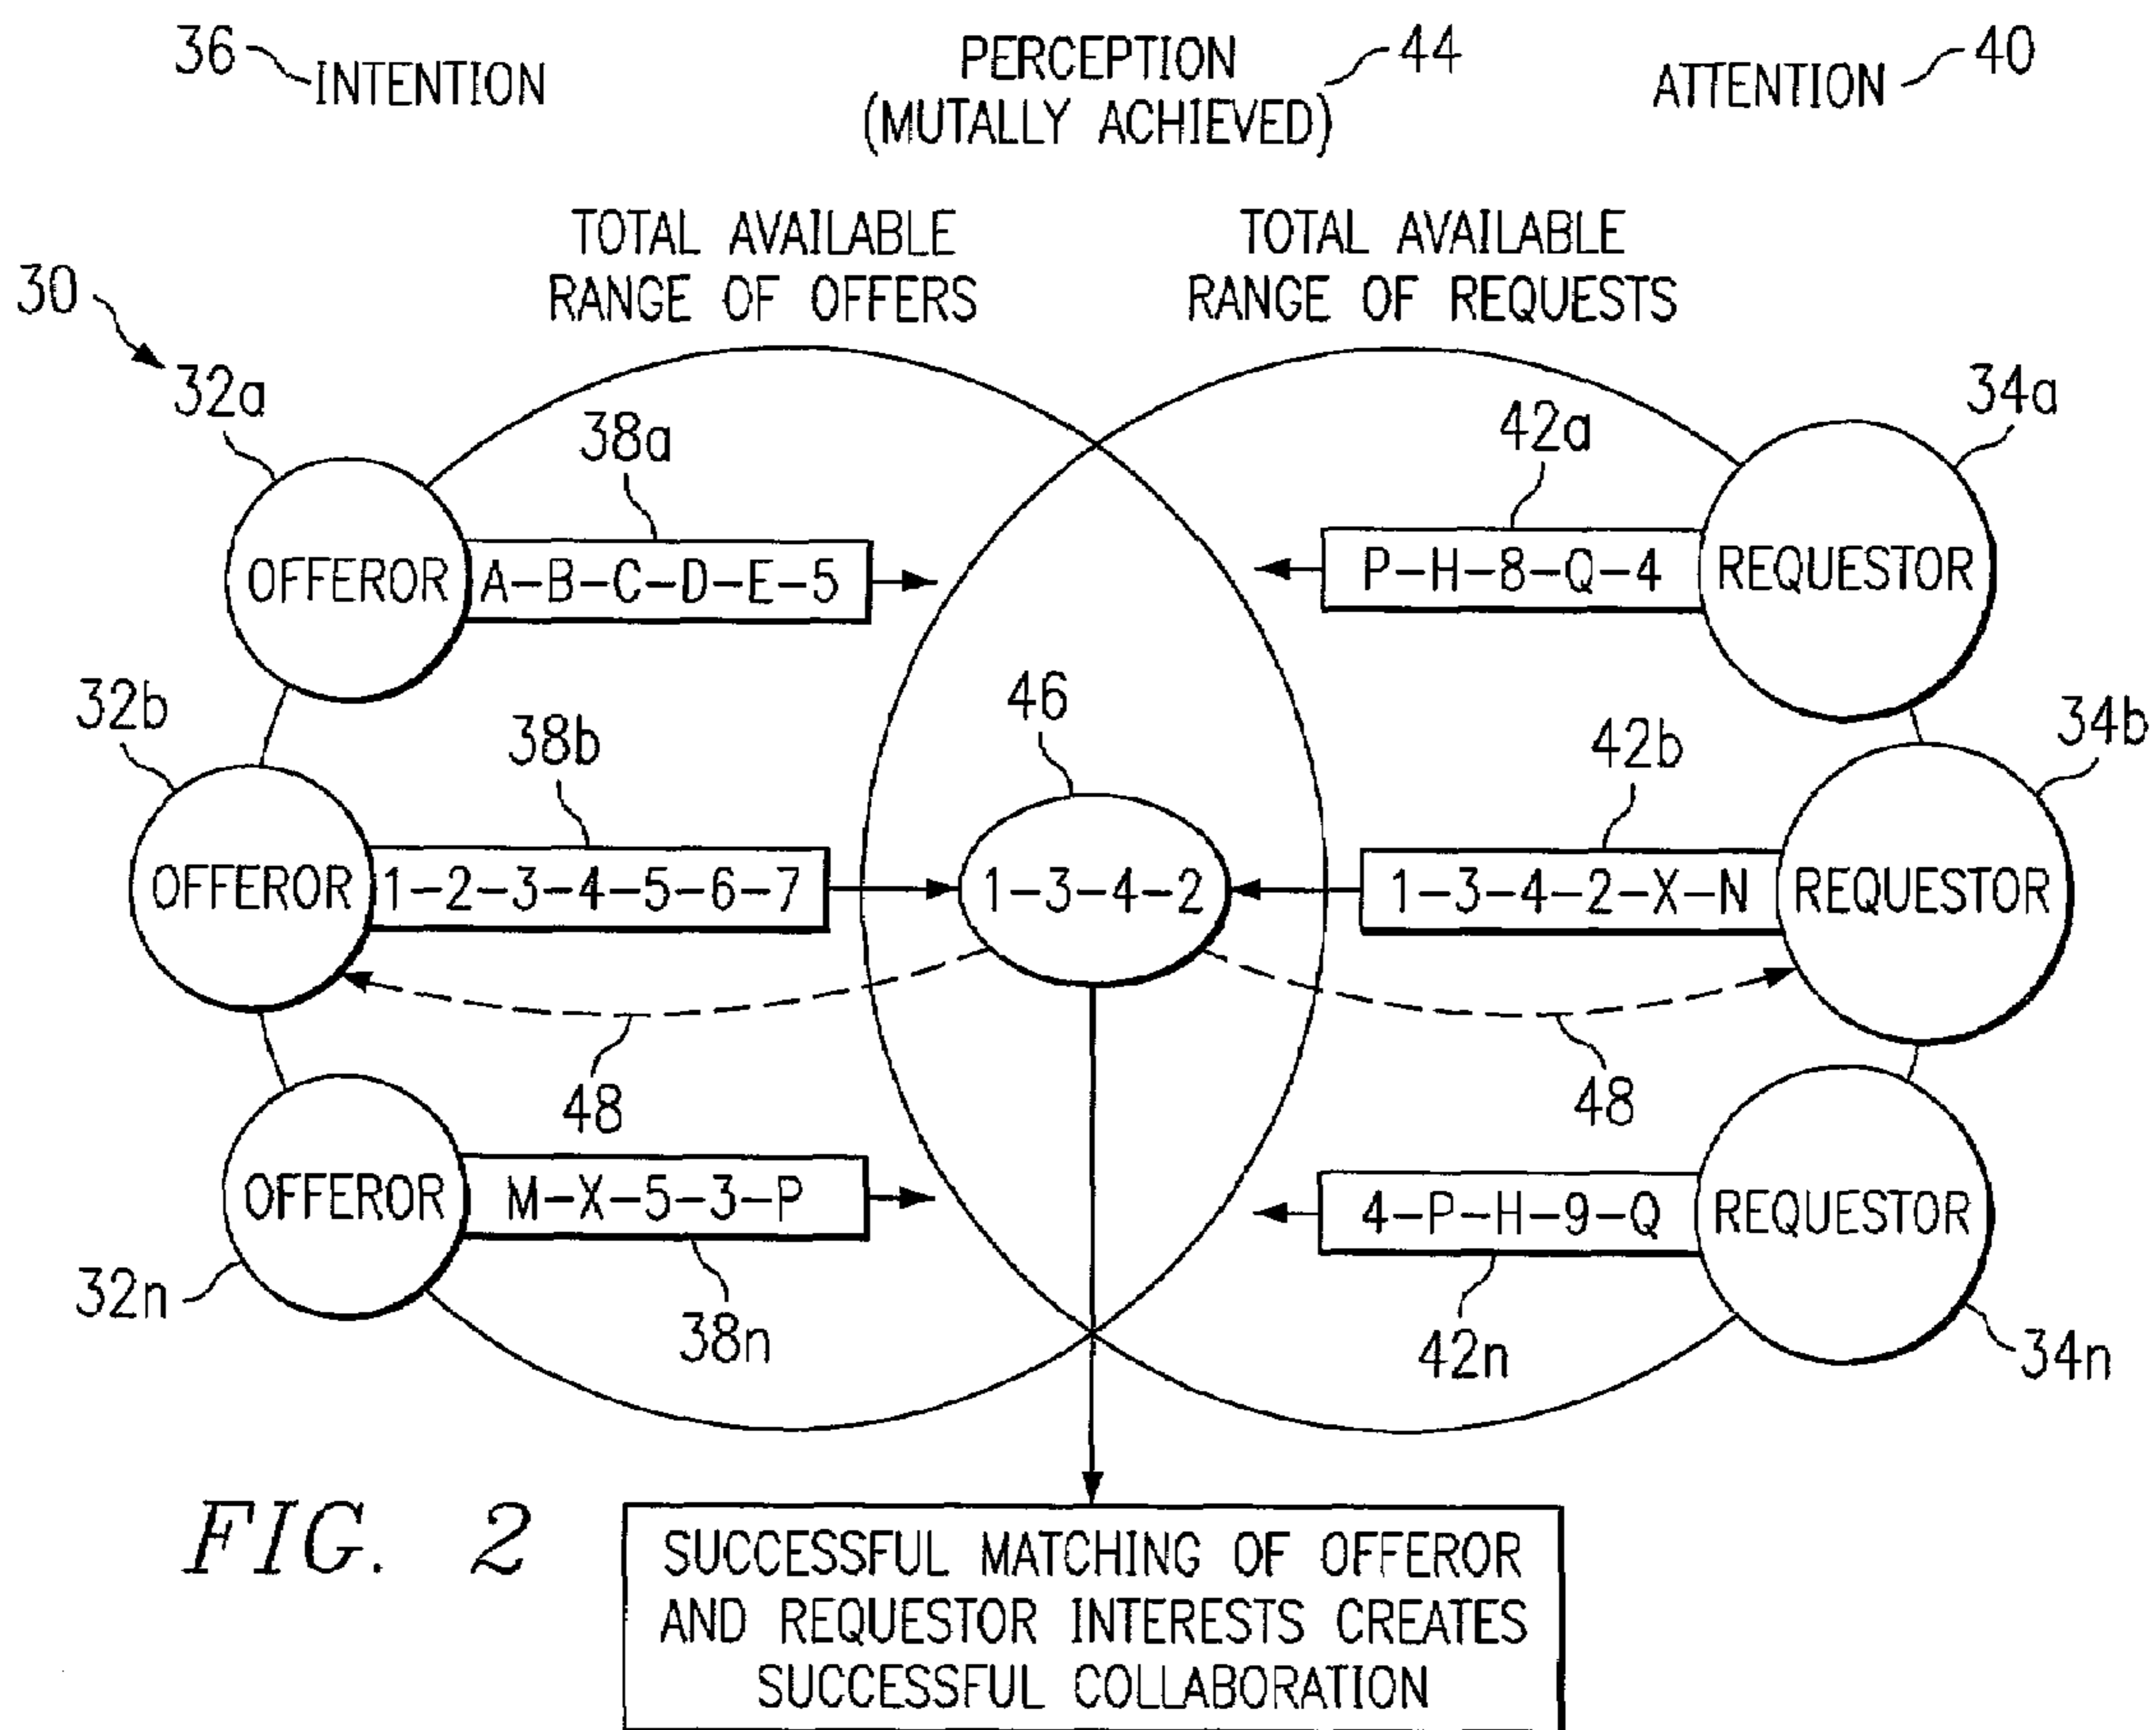 36
INTENTION
PERCEPTION
(MUTALLY ACHIEVED)
44
ATTENTION
40
TOTAL AVAILABLE
RANGE OF OFFERS
TOTAL AVAILABLE
RANGE OF REQUESTS
30
32a
38a
42a
34a
OFFEROR
A-B-C-D-E-5
P-H-8-Q-4
REQUESTOR
32b
38b
46
42b
34b
OFFEROR
1-2-3-4-5-6-7
1-3-4-2
1-3-4-2-X-N
REQUESTOR
48
48
OFFEROR
M-X-5-3-P
4-P-H-9-Q
REQUESTOR
32n
38n
42n
34n
FIG. 2
SUCCESSFUL MATCHING OF OFFEROR
AND REQUESTOR INTERESTS CREATES
SUCCESSFUL COLLABORATION